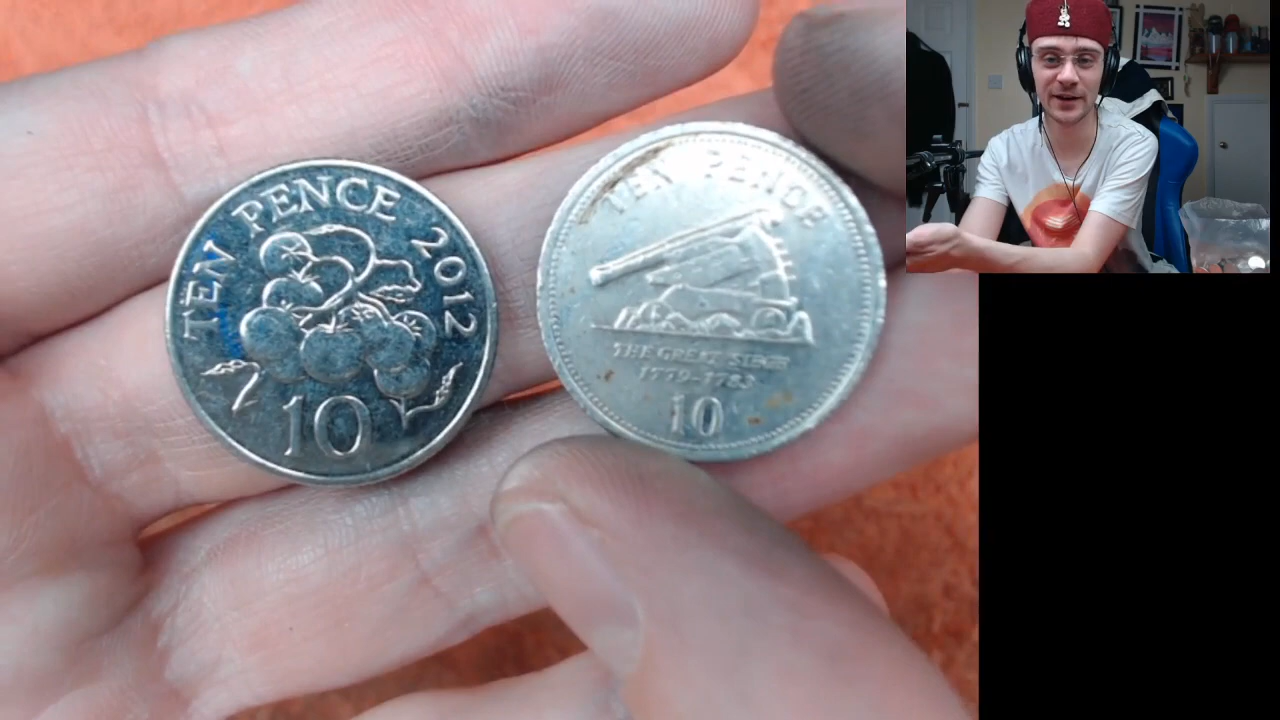 TEN PENCE 2012
10
TEN PENCE
THE GREAT SIEGE
1779-1783
10